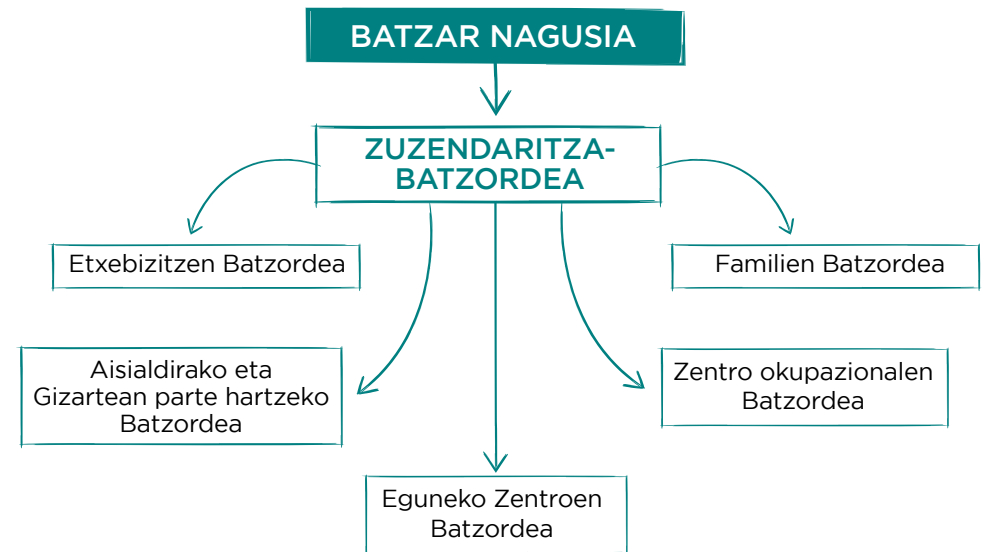 BATZAR NAGUSIA
ZUZENDARITZA-
BATZORDEA
Etxebizitzen Batzordea
Familien Batzordea
Aisialdirako eta
Gizartean parte hartzeko
Batzordea
Zentro okupazionalen
Batzordea
Eguneko Zentroen
Batzordea